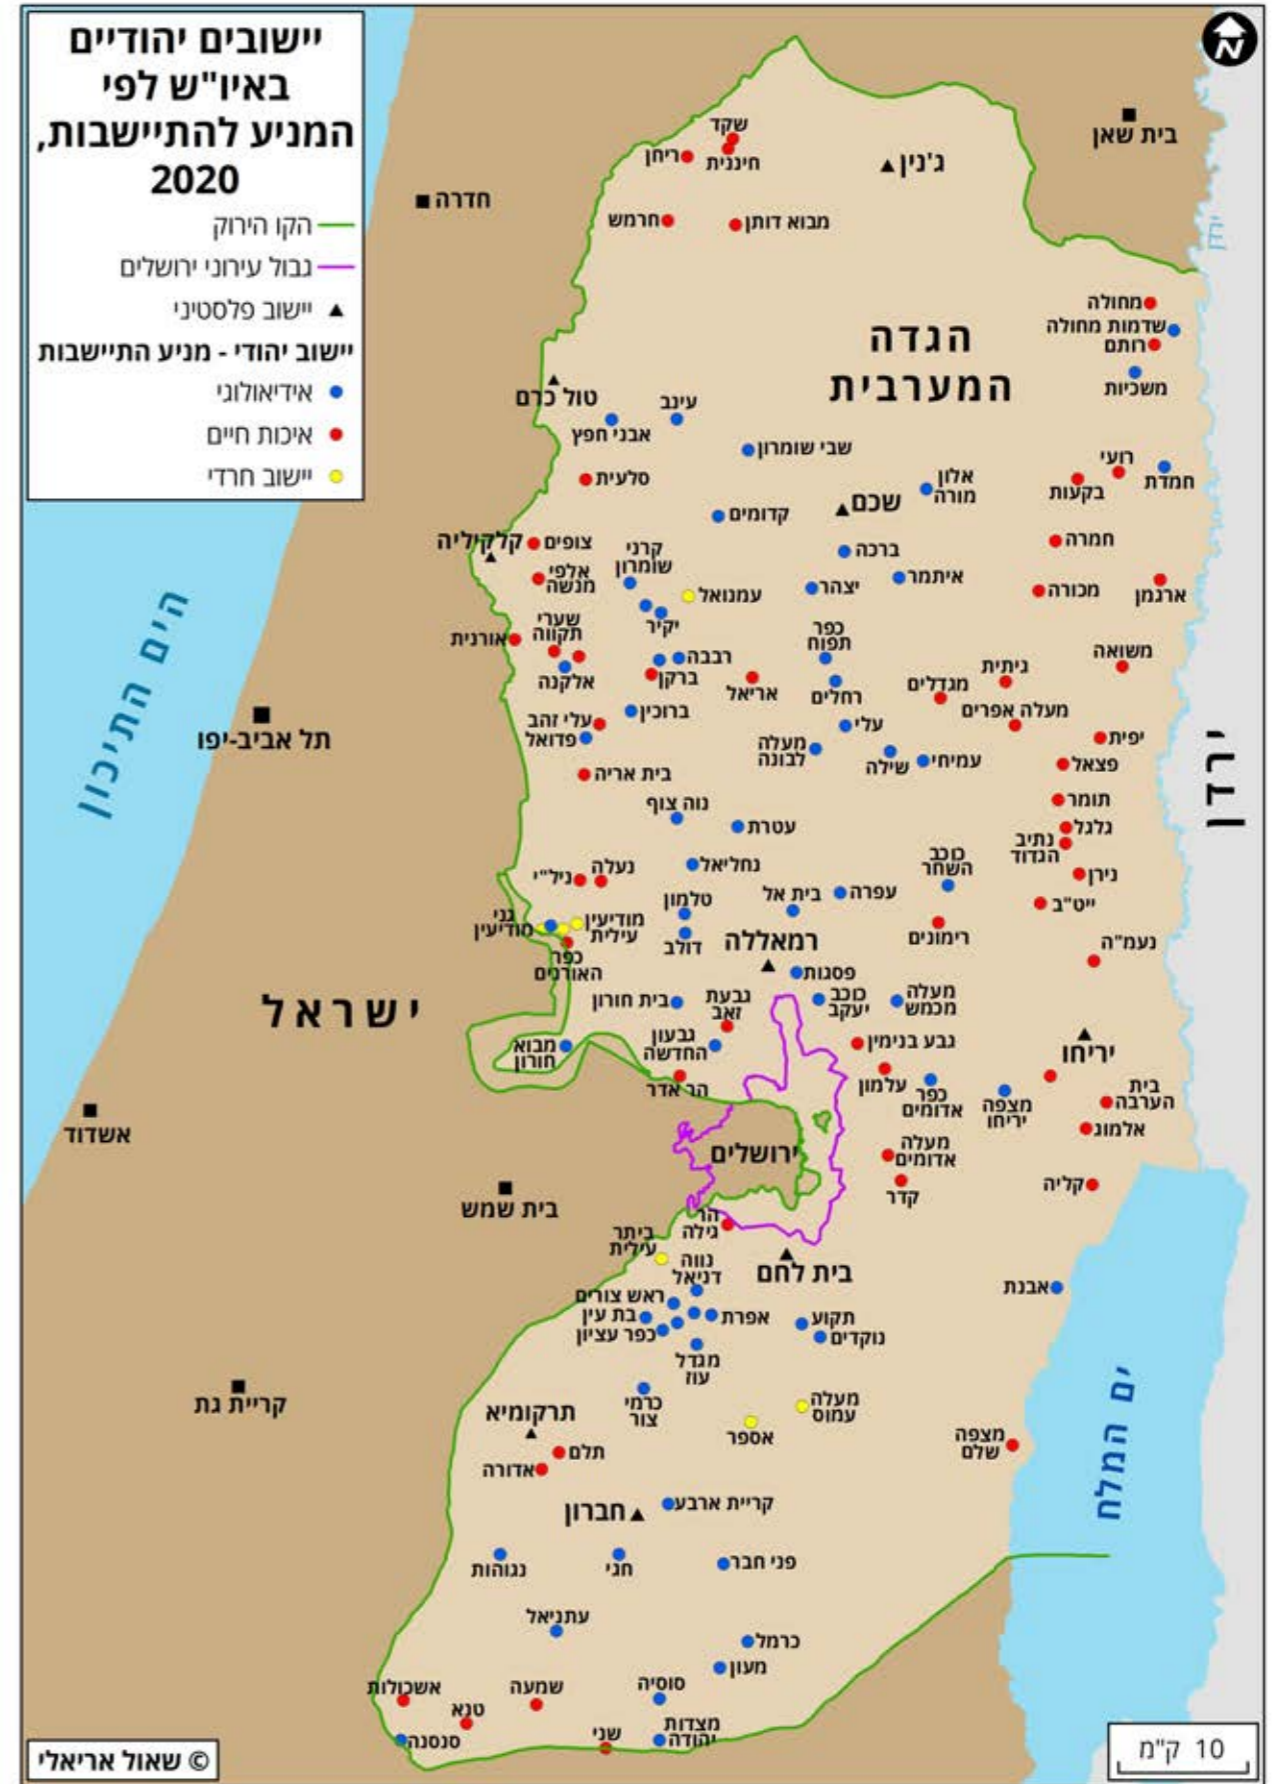 יישובים יהודיים
באיו"ש לפי
המניע להתיישבות,
2020
הקו הירוק
גבול עירוני ירושלים
יישוב פלסטיני
יישוב יהודי - מניע התיישבות
אידיאולוגי
איכות חיים
יישוב חרדי
N
בית שאן
שקד
ריחן
חיננית
ג'נין
חדרה
חרמש
מבוא דותן
ירדן
מחולה
שדמות מחולה
רותם
משכיות
הגדה
המערבית
טול כרם
עינב
אבני חפץ
שבי שומרון
סלעית
רועי
בקעות
חמדת
אלון
מורה
שכם
קדומים
קלקיליה
צופים
קרני
שומרון
ברכה
חמרה
אלפי
מנשה
עמנואל
יצהר
איתמר
מכורה
ארגמן
יקיר
שערי
תקווה
אורנית
כפר
תפוח
רבבה
אלקנה
ברקן
אריאל
רחלים
מגדלים
גיתית
משואה
הים התיכון
תל אביב-יפו
עלי זהב
ברוכין
פדואל
עלי
מעלה אפרים
מעלה
לבונה
שילה
עמיחי
יפית
פצאל
ירדן
בית אריה
נוה צוף
עטרת
תומר
גלגל
נתיב
הגדוד
נעלה
ניל"י
נחליאל
כוכב
השחר
נירן
טלמון
בית אל
עפרה
ייט"ב
גני
מודיעין
מודיעין
עילית
דולב
רמאללה
רימונים
נעמ"ה
כפר
האורנים
פסגות
ישראל
בית חורון
גבעת
זאב
כוכב
יעקב
מעלה
מכמש
מבוא
חורון
גבעון
החדשה
גבע בנימין
יריחו
הר אדר
עלמון
כפר
אדומים
מצפה
יריחו
בית
הערבה
אשדוד
אלמוג
ירושלים
מעלה
אדומים
קדר
קליה
בית שמש
הר
גילה
ביתר
עילית
נווה
דניאל
בית לחם
אבנת
ראש צורים
בת עין
אפרת
תקוע
כפר עציון
נוקדים
מגדל
עוז
ים המלח
קריית גת
כרמי
צור
מעלה
עמוס
תרקומיא
אספר
מצפה
שלם
תלם
אדורה
קריית ארבע
חברון
נגוהות
חגי
פני חבר
עתניאל
כרמל
מעון
סוסיה
אשכולות
שמעה
טנא
סנסנה
שני
מצדות
יהודה
© שאול אריאלי
10 ק"מ